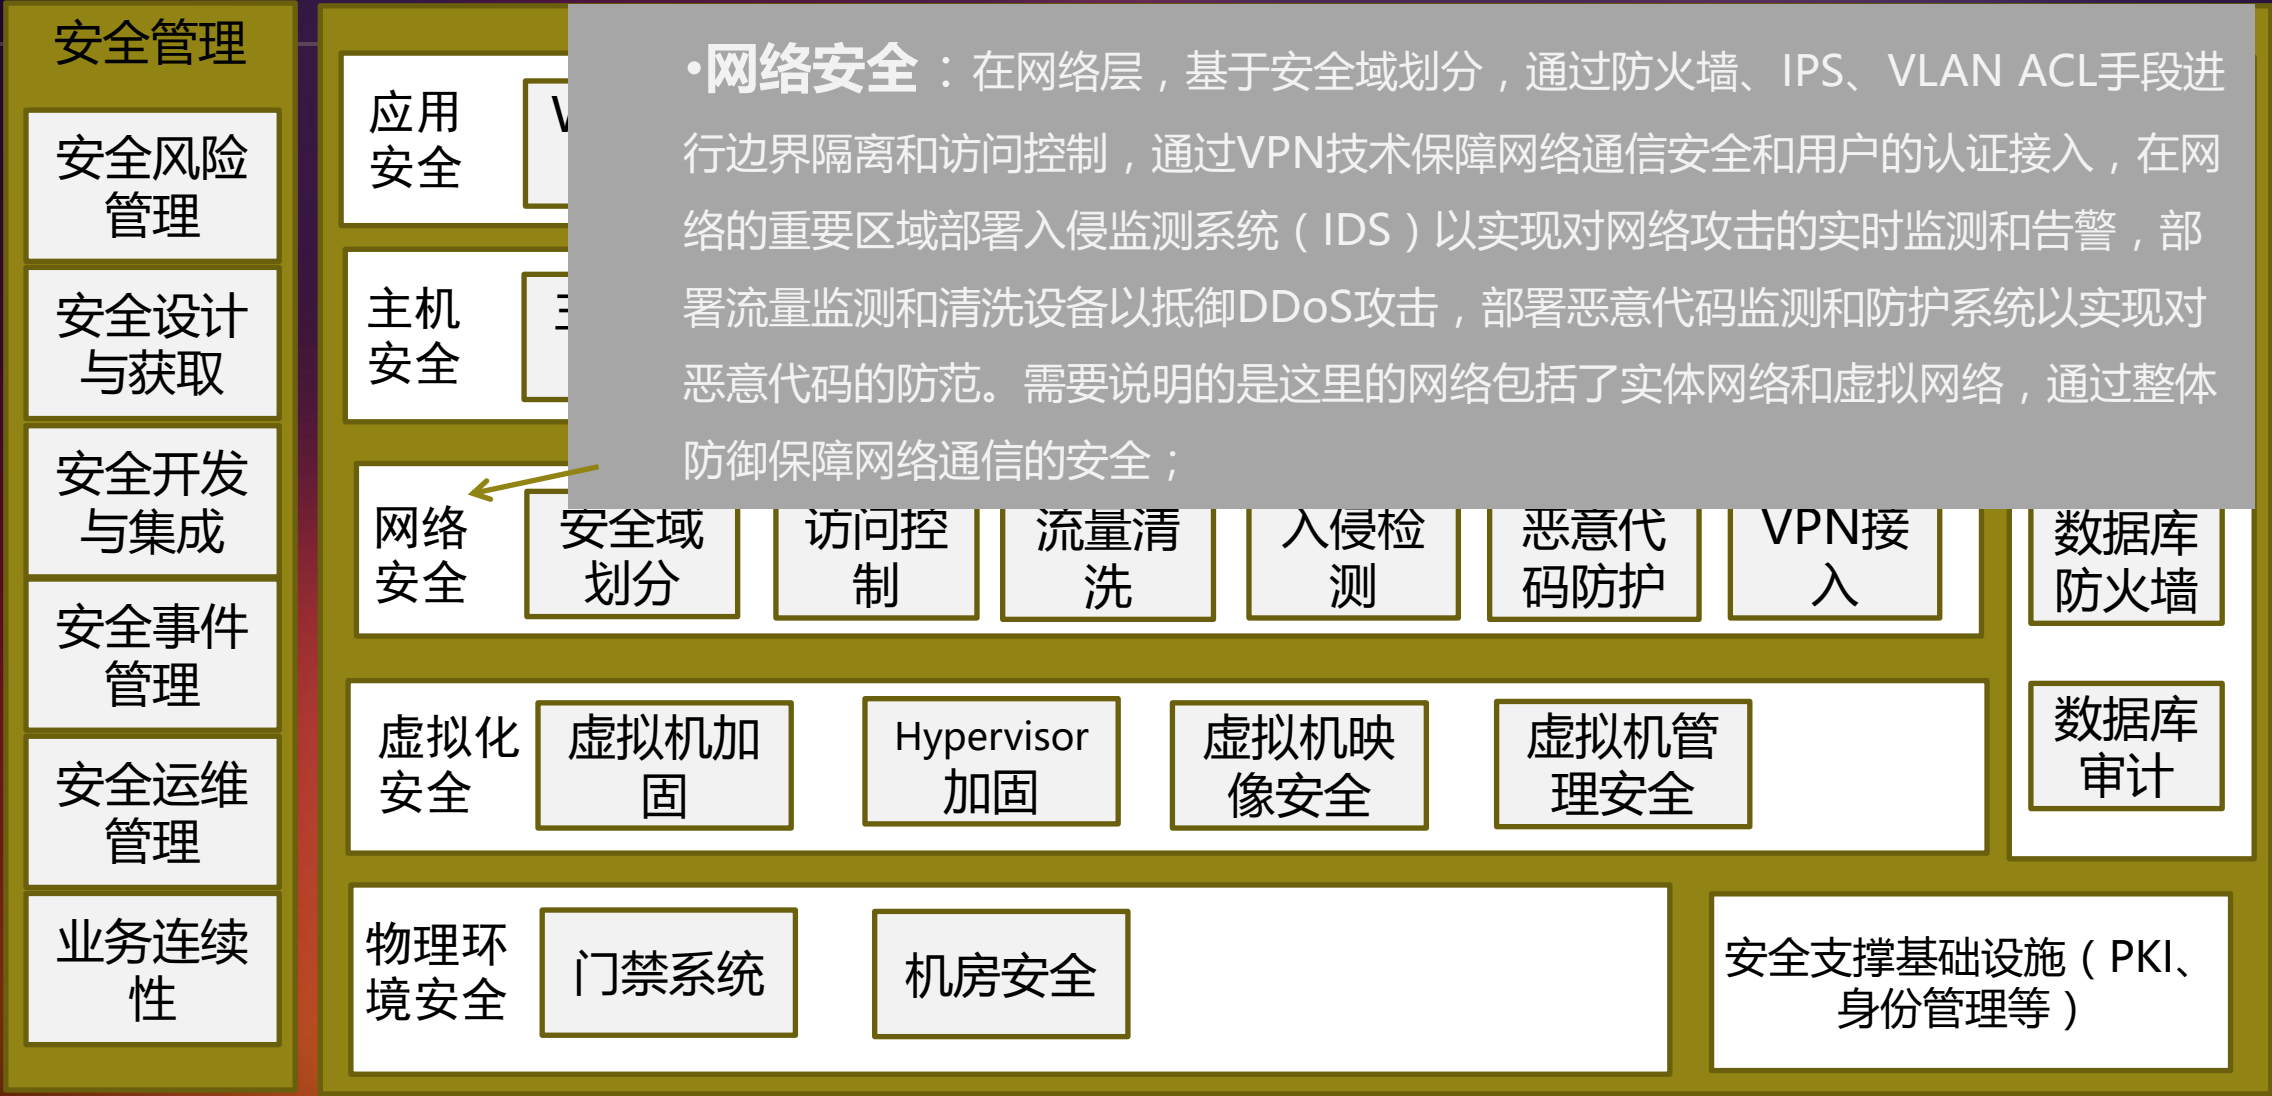 安全管理
安全风险
管理
安全设计
与获取
安全开发
与集成
安全事件
管理
安全运维
管理
业务连续
性
•网络安全：在网络层，基于安全域划分，通过防火墙、IPS、VLAN ACL手段进
行边界隔离和访问控制，通过VPN技术保障网络通信安全和用户的认证接入，在网
络的重要区域部署入侵监测系统（IDS）以实现对网络攻击的实时监测和告警，部
署流量监测和清洗设备以抵御DDoS攻击，部署恶意代码监测和防护系统以实现对
恶意代码的防范。需要说明的是这里的网络包括了实体网络和虚拟网络，通过整体
防御保障网络通信的安全；
应用
安全
主机
安全
网络
安全
安全域
划分
访问控
制
流量清
洗
入侵检
测
恶意代
码防护
VPN接
入
数据库
防火墙
虚拟化
安全
虚拟机加
固
Hypervisor
加固
虚拟机映
像安全
虚拟机管
理安全
数据库
审计
物理环
境安全
门禁系统
机房安全
安全支撑基础设施（PKI、
身份管理等）